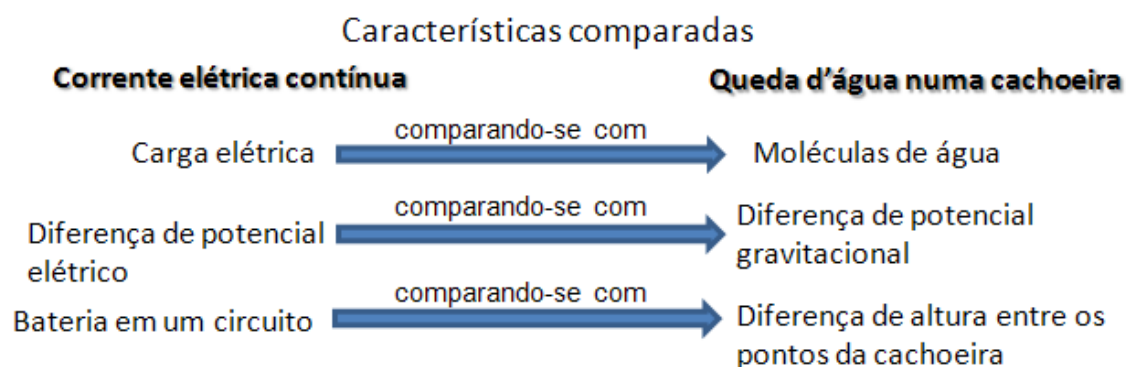 Características comparadas
Corrente elétrica contínua
Queda d’água numa cachoeira
Carga elétrica
comparando-se com
Moléculas de água
Diferença de potencial
elétrico
comparando-se com
Diferença de potencial
gravitacional
Bateria em um circuito
comparando-se com
Diferença de altura entre os
pontos da cachoeira